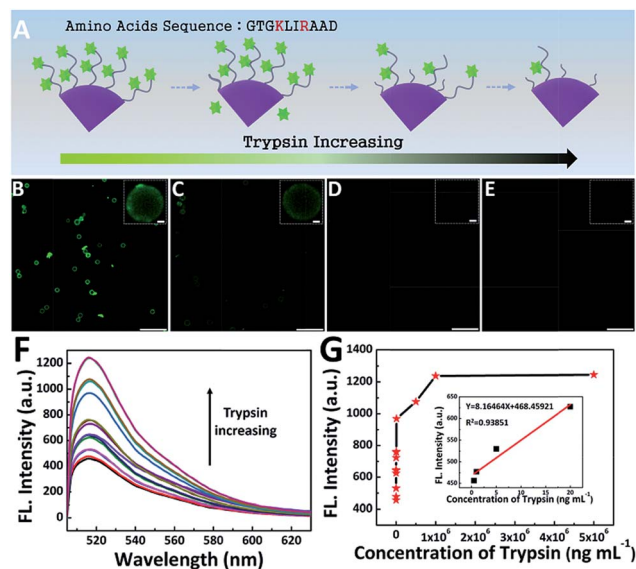 A
Amino Acids Sequence : GTGKLIRAAD
Trypsin Increasing
B
C
D
E
F
FL. Intensity (a.u.)
1200
1000
800
600
400
200
0
Trypsin
increasing
520 540 560 580 600 620
Wavelength (nm)
G
FL. Intensity (a.u.)
1400
1200
1000
800
600
400
0 1x10⁶ 2x10⁶ 3x10⁶ 4x10⁶ 5x10⁶
Concentration of Trypsin (ng mL⁻¹)
FL. Intensity (a.u.)
650
600
550
500
450
Y=8.16464X+468.45921
R²=0.93851
0 5 10 15 20
Concentration of Trypsin (ng mL⁻¹)